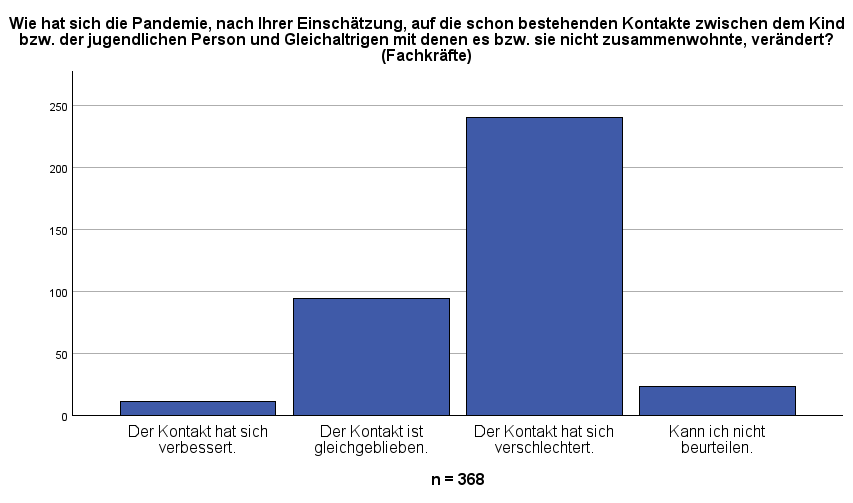 Wie hat sich die Pandemie, nach Ihrer Einschätzung, auf die schon bestehenden Kontakte zwischen dem Kind
bzw. der jugendlichen Person und Gleichaltrigen mit denen es bzw. sie nicht zusammenwohnte, verändert?
(Fachkräfte)
250
200
150
100
50
0
Der Kontakt hat sich
verbessert.
Der Kontakt ist
gleichgeblieben.
Der Kontakt hat sich
verschlechtert.
Kann ich nicht
beurteilen.
n = 368